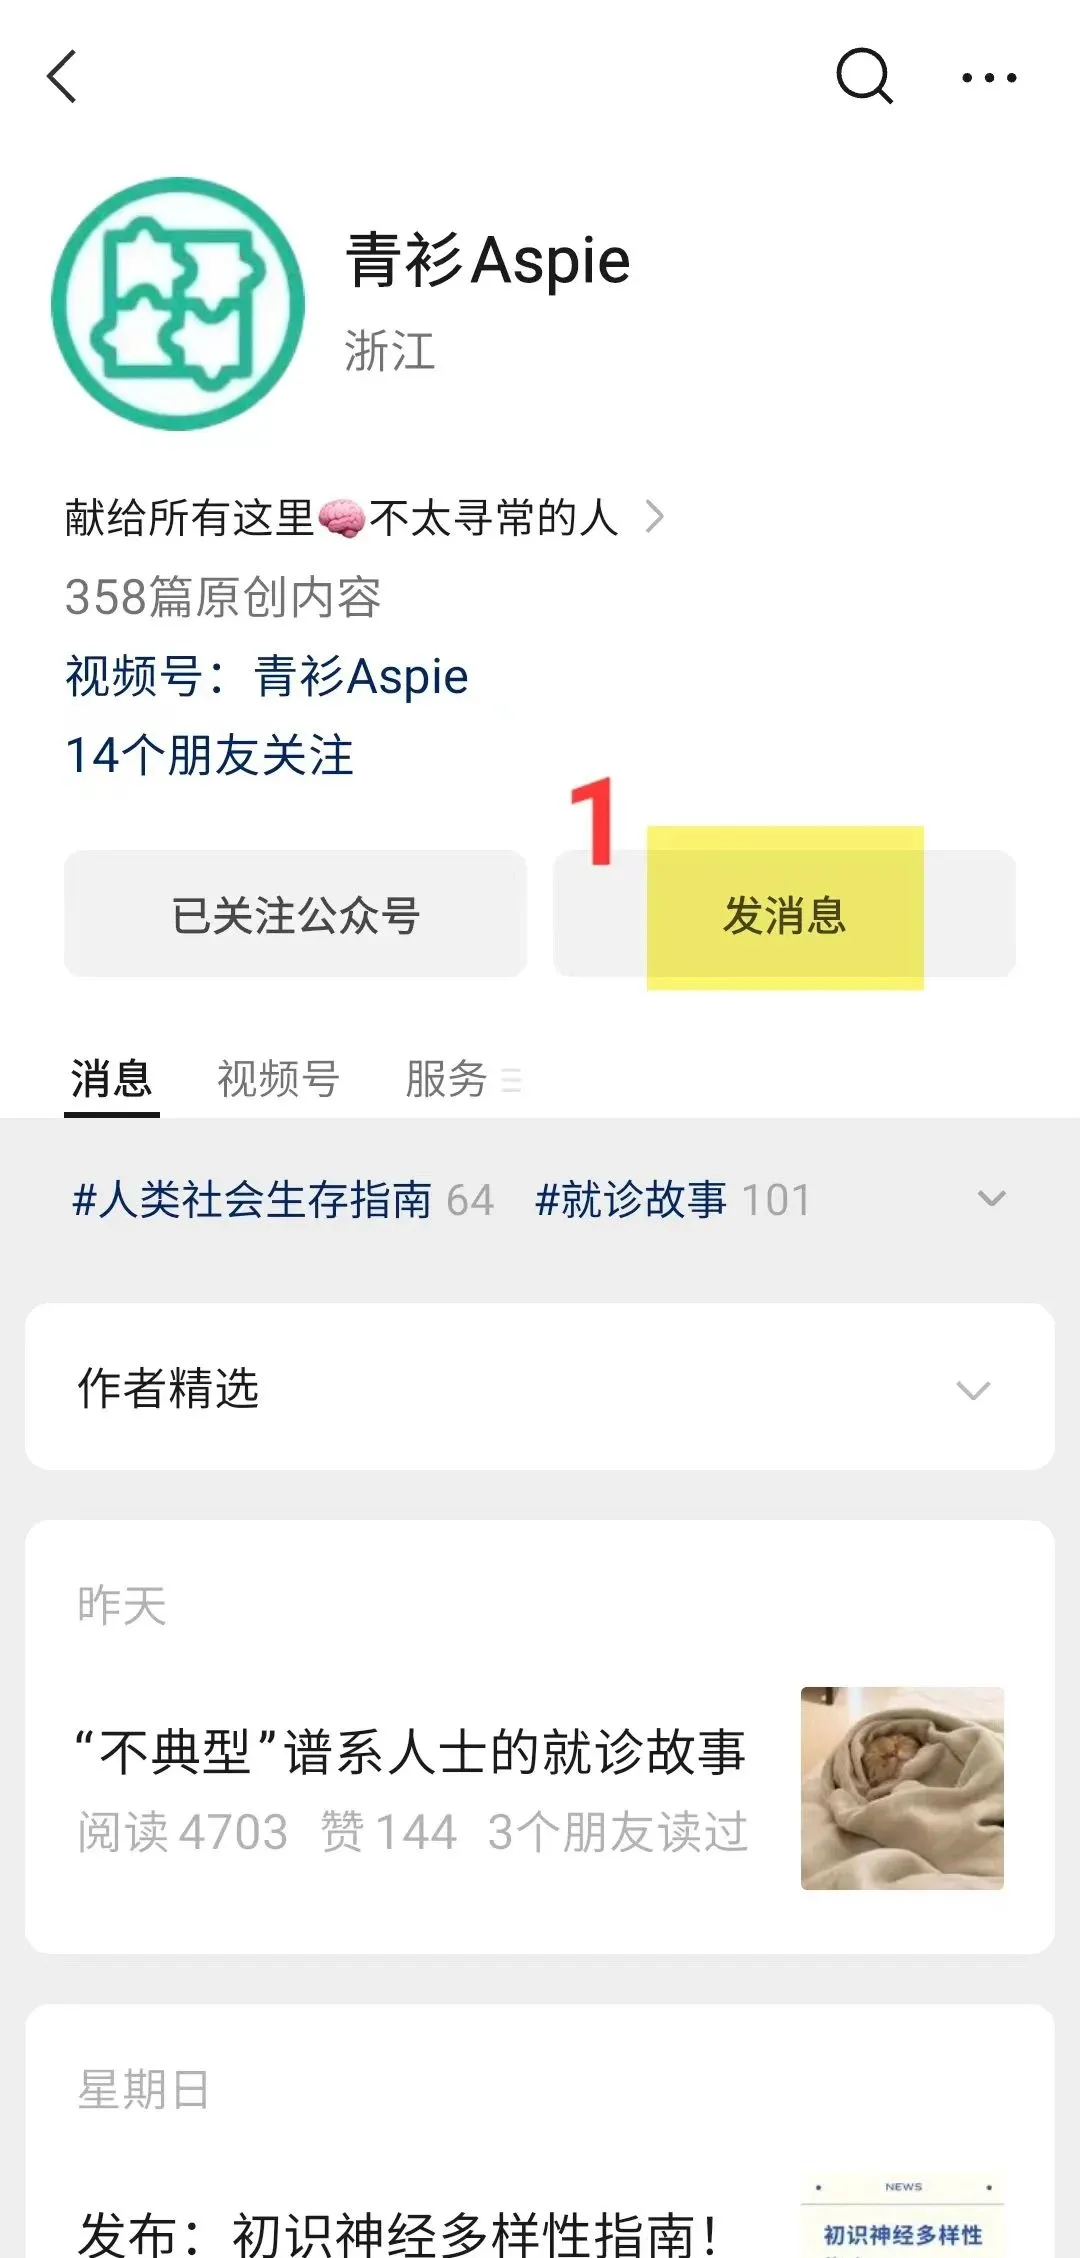 青衫Aspie
浙江
献给所有这里🧠不太寻常的人
358篇原创内容
视频号：青衫Aspie
14个朋友关注
1
已关注公众号
发消息
消息 视频号 服务
#人类社会生存指南 64 #就诊故事 101
作者精选
昨天
“不典型”谱系人士的就诊故事
阅读 4703 赞 144 3个朋友读过
星期日
NEWS
发布：初识神经多样性指南！
初识神经多样性